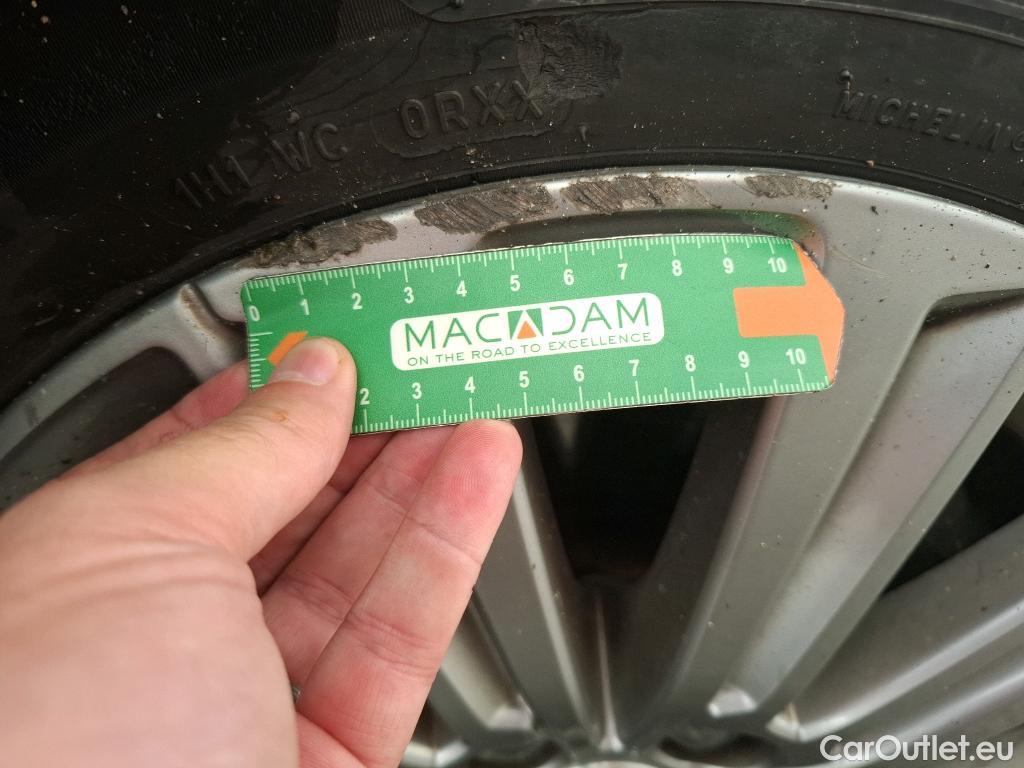 1H1 WC 0RXX
MICHELIN
0 1 2 3 4 5 6 7 8 9 10
MACADAM
ON THE ROAD TO EXCELLENCE
2 3 4 5 6 7 8 9 10
CarOutlet.eu